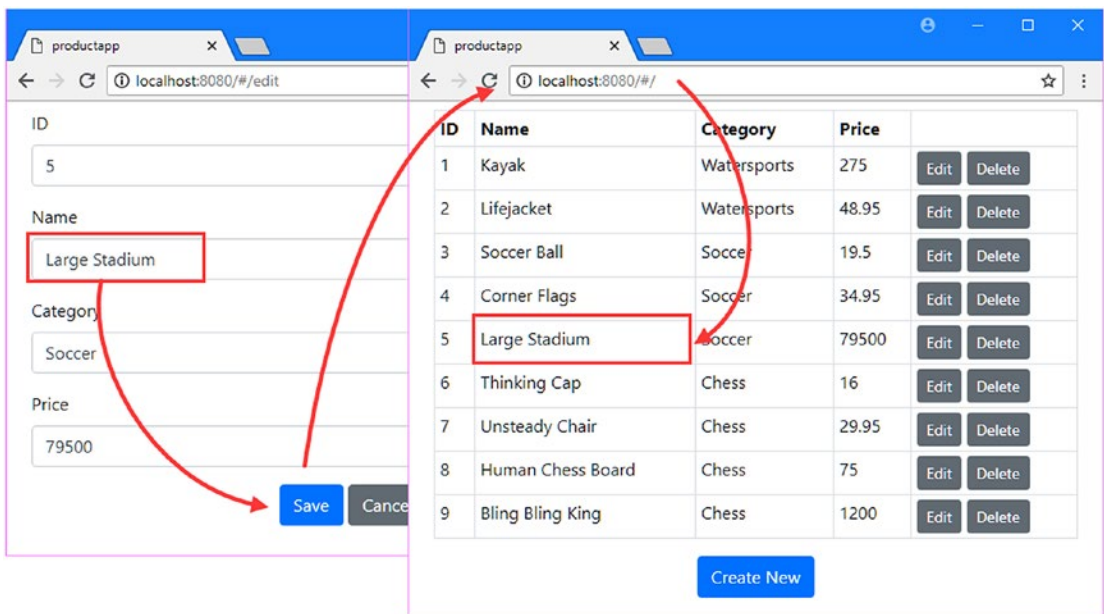 productapp
localhost:8080/#/edit
ID
5
Name
Large Stadium
Category
Soccer
Price
79500
Save Cance
productapp
localhost:8080/#/
ID Name Category Price
1 Kayak Watersports 275 Edit Delete
2 Lifejacket Watersports 48.95 Edit Delete
3 Soccer Ball Soccer 19.5 Edit Delete
4 Corner Flags Soccer 34.95 Edit Delete
5 Large Stadium Soccer 79500 Edit Delete
6 Thinking Cap Chess 16 Edit Delete
7 Unsteady Chair Chess 29.95 Edit Delete
8 Human Chess Board Chess 75 Edit Delete
9 Bling Bling King Chess 1200 Edit Delete
Create New